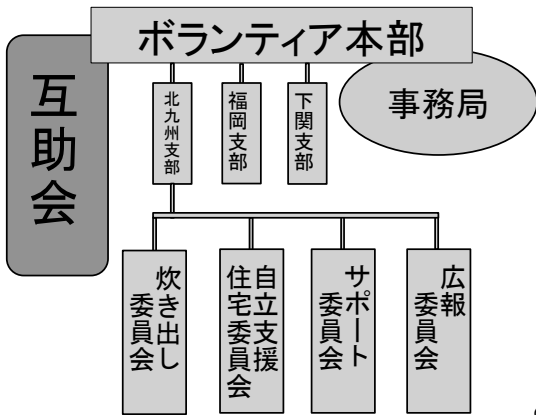 ボランティア本部
互助会
事務局
北九州支部
福岡支部
下関支部
炊き出し
委員会
自立支援
住宅委員会
サポート
委員会
広報
委員会